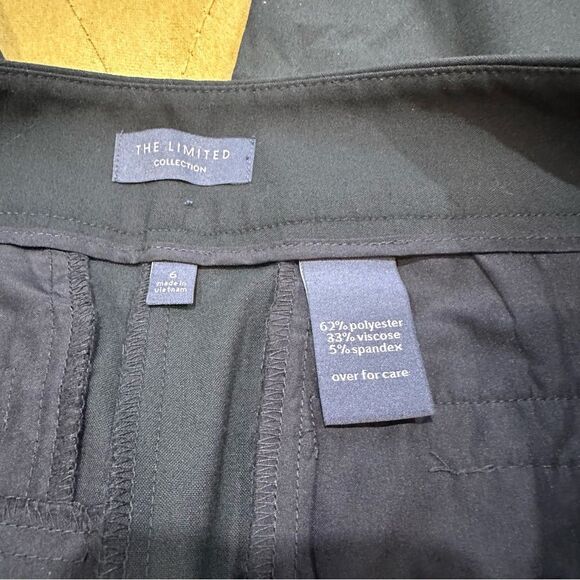 THE LIMITED
COLLECTION
6
made in
vietnam
62% polyester
33% viscose
5% spandex
over for care